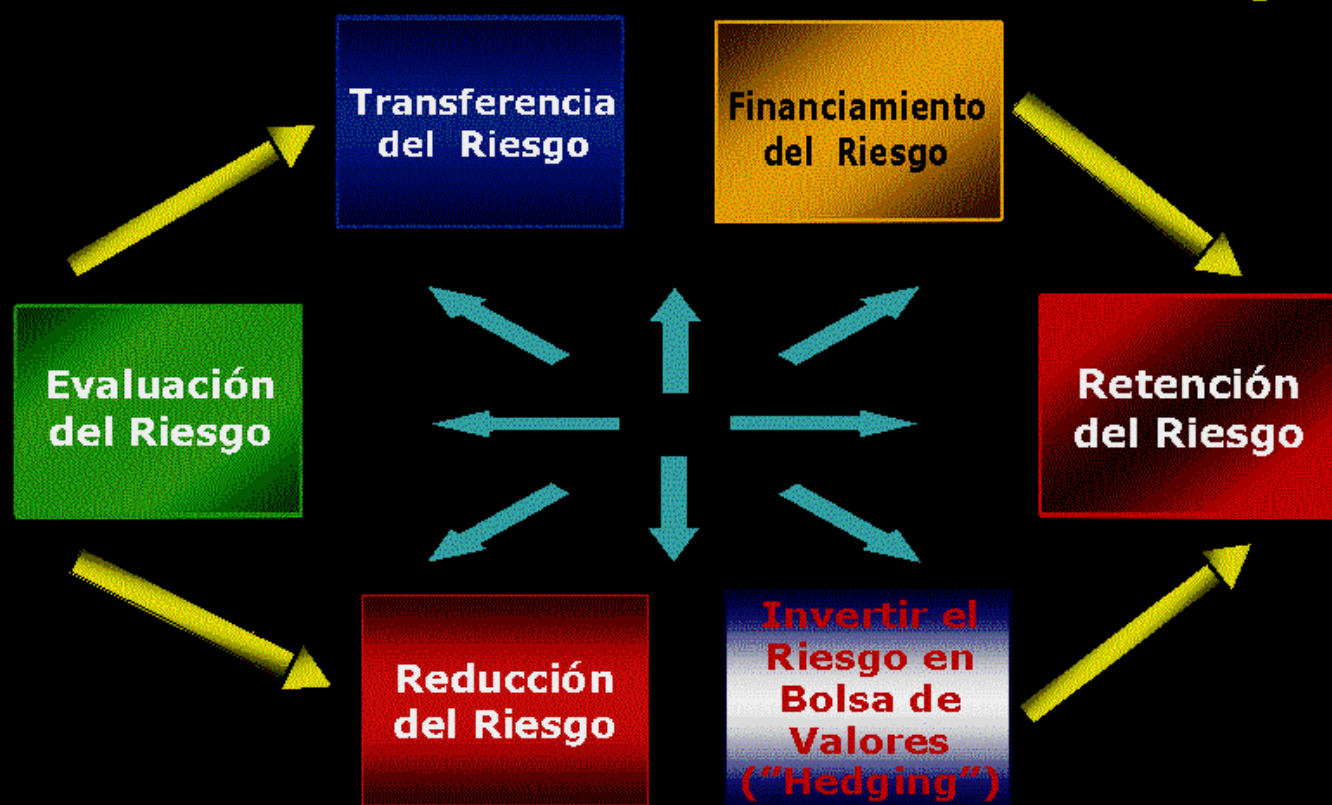 Transferencia
del Riesgo
Financiamiento
del Riesgo
Evaluación
del Riesgo
Retención
del Riesgo
Reducción
del Riesgo
Invertir el
Riesgo en
Bolsa de
Valores
("Hedging")